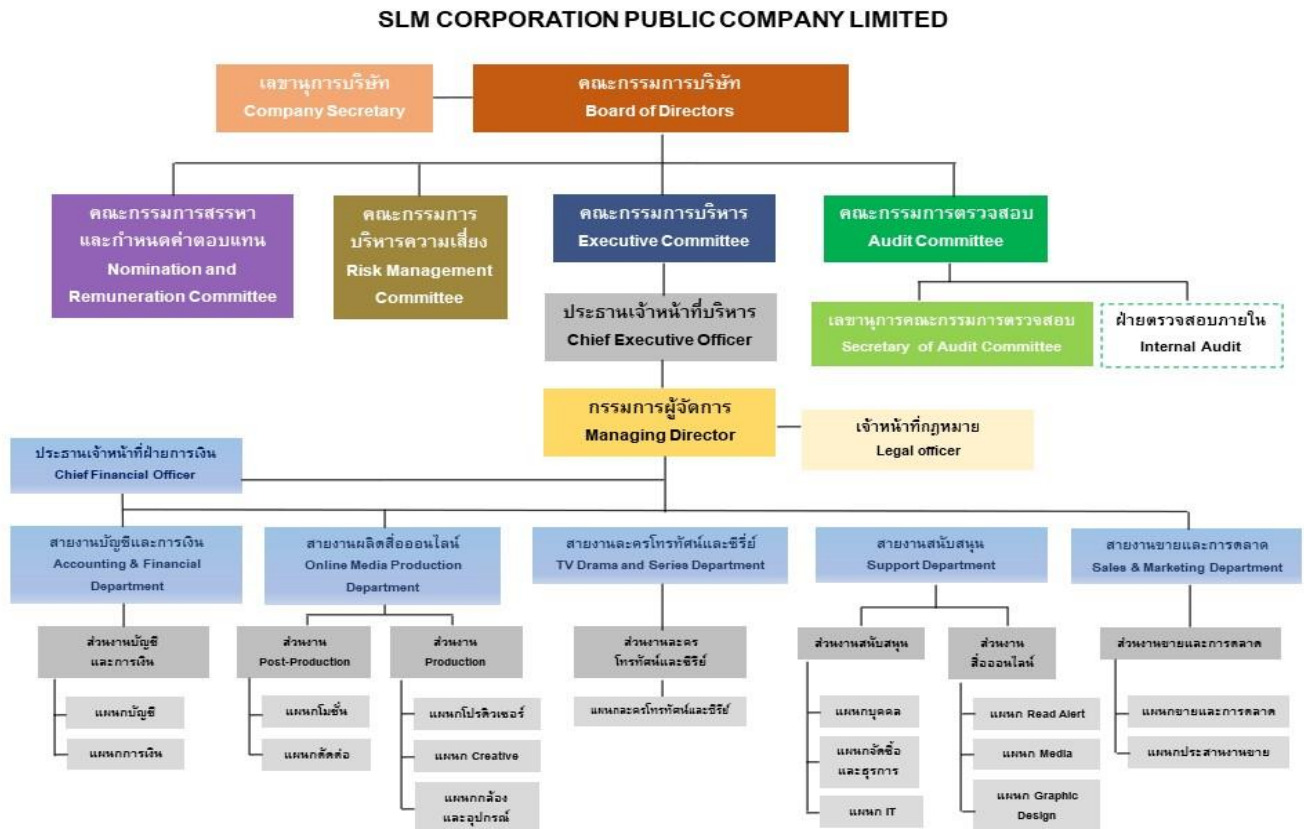 SLM CORPORATION PUBLIC COMPANY LIMITED
เลขานุการบริษัท
Company Secretary
คณะกรรมการบริษัท
Board of Directors
คณะกรรมการสรรหา
และกำหนดค่าตอบแทน
Nomination and
Remuneration Committee
คณะกรรมการ
บริหารความเสี่ยง
Risk Management
Committee
คณะกรรมการบริหาร
Executive Committee
คณะกรรมการตรวจสอบ
Audit Committee
ประธานเจ้าหน้าที่บริหาร
Chief Executive Officer
เลขานุการคณะกรรมการตรวจสอบ
Secretary of Audit Committee
ฝ่ายตรวจสอบภายใน
Internal Audit
กรรมการผู้จัดการ
Managing Director
เจ้าหน้าที่กฎหมาย
Legal officer
ประธานเจ้าหน้าที่ฝ่ายการเงิน
Chief Financial Officer
สายงานบัญชีและการเงิน
Accounting & Financial
Department
สายงานผลิตสื่อออนไลน์
Online Media Production
Department
สายงานละครโทรทัศน์และซีรี่ย์
TV Drama and Series Department
สายงานสนับสนุน
Support Department
สายงานขายและการตลาด
Sales & Marketing Department
ส่วนงานบัญชี
และการเงิน
ส่วนงาน
Post-Production
ส่วนงาน
Production
ส่วนงานละคร
โทรทัศน์และซีรีย์
ส่วนงานสนับสนุน
ส่วนงาน
สื่อออนไลน์
ส่วนงานขายและการตลาด
แผนกบัญชี
แผนกการเงิน
แผนกโมชั่น
แผนกตัดต่อ
แผนกโปรดิวเซอร์
แผนก Creative
แผนกกล้อง
และอุปกรณ์
แผนกละครโทรทัศน์และซีรีย์
แผนกบุคคล
แผนกจัดซื้อ
และธุรการ
แผนก IT
แผนก Read Alert
แผนก Media
แผนก Graphic
Design
แผนกขายและการตลาด
แผนกประสานงานขาย